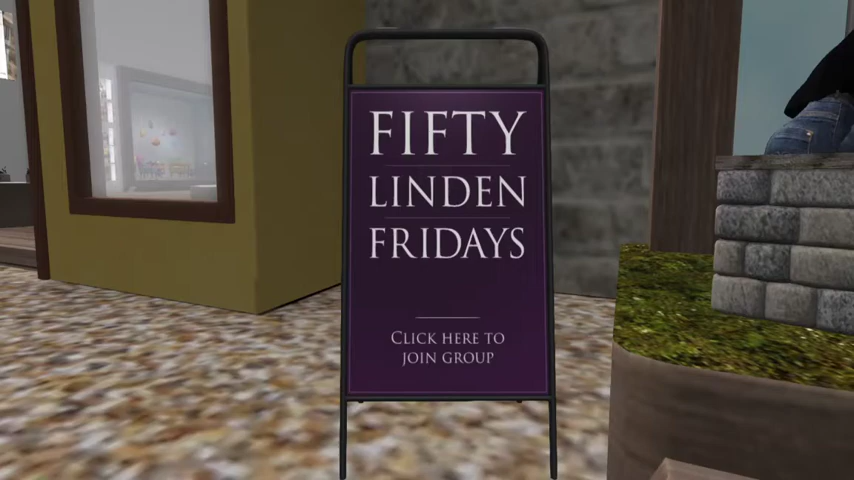 FIFTY
LINDEN
FRIDAYS
CLICK HERE TO
JOIN GROUP